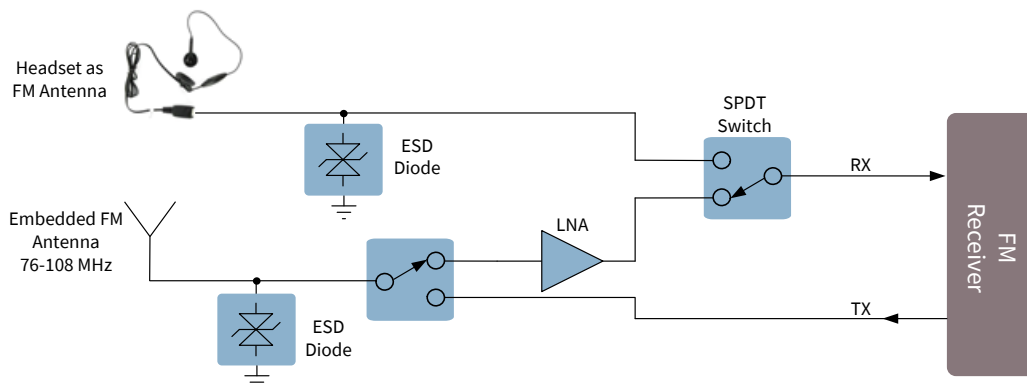 Headset as
FM Antenna
ESD
Diode
SPDT
Switch
RX
FM
Receiver
Embedded FM
Antenna
76-108 MHz
LNA
ESD
Diode
TX